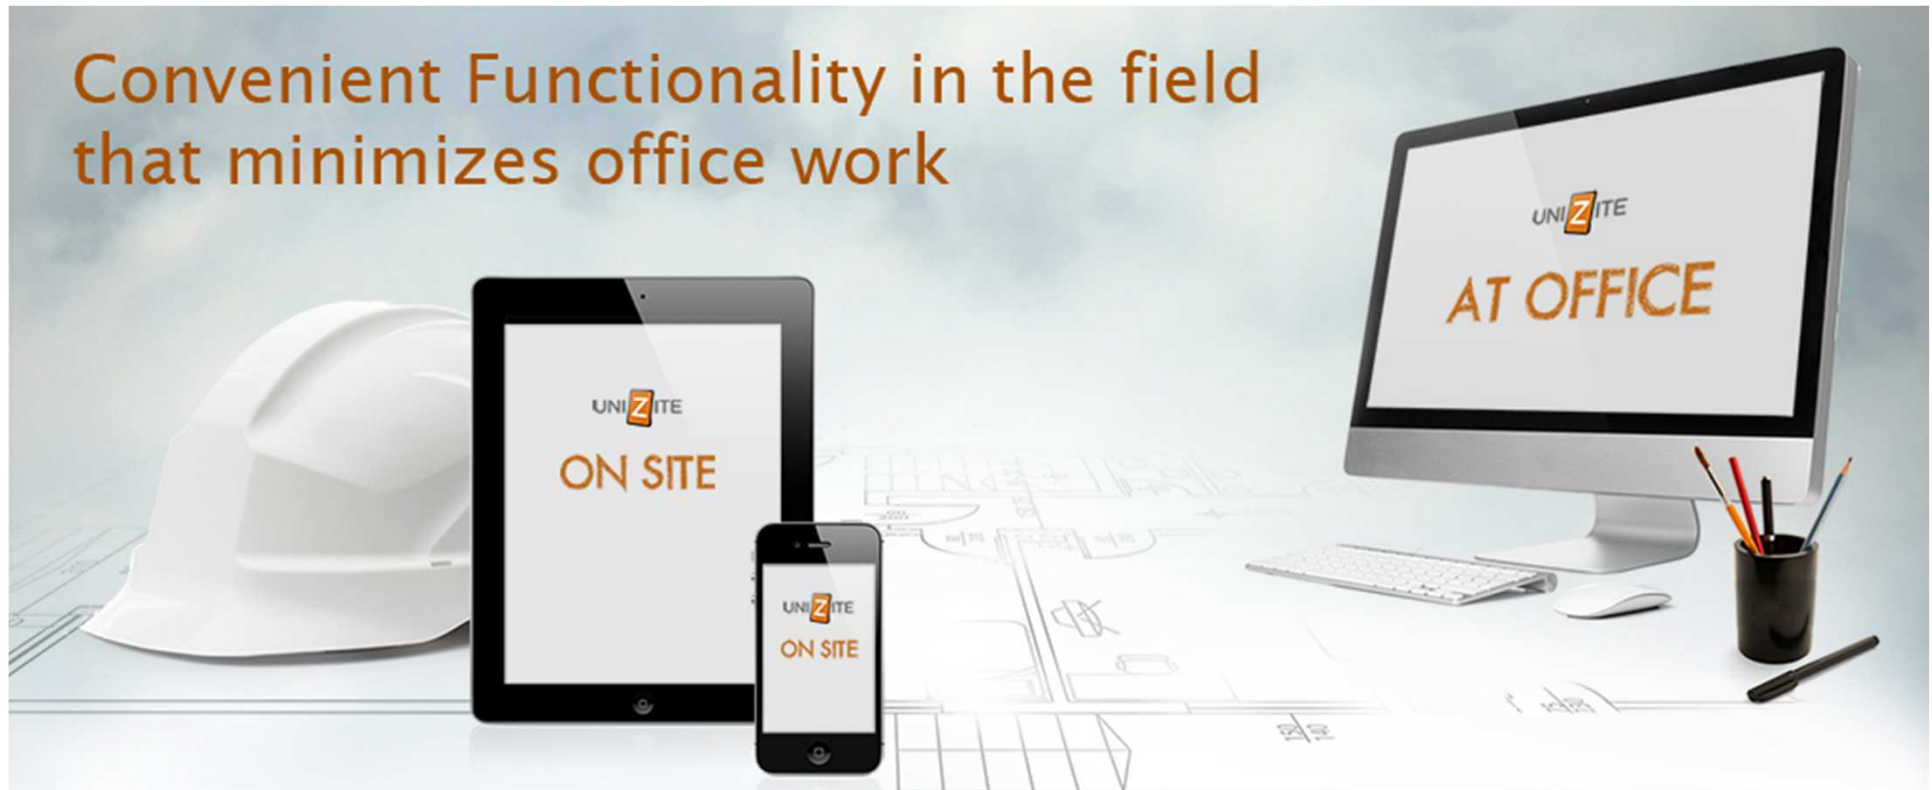 Convenient Functionality in the field
that minimizes office work
UNIZITE
AT OFFICE
UNIZITE
ON SITE
UNIZITE
ON SITE